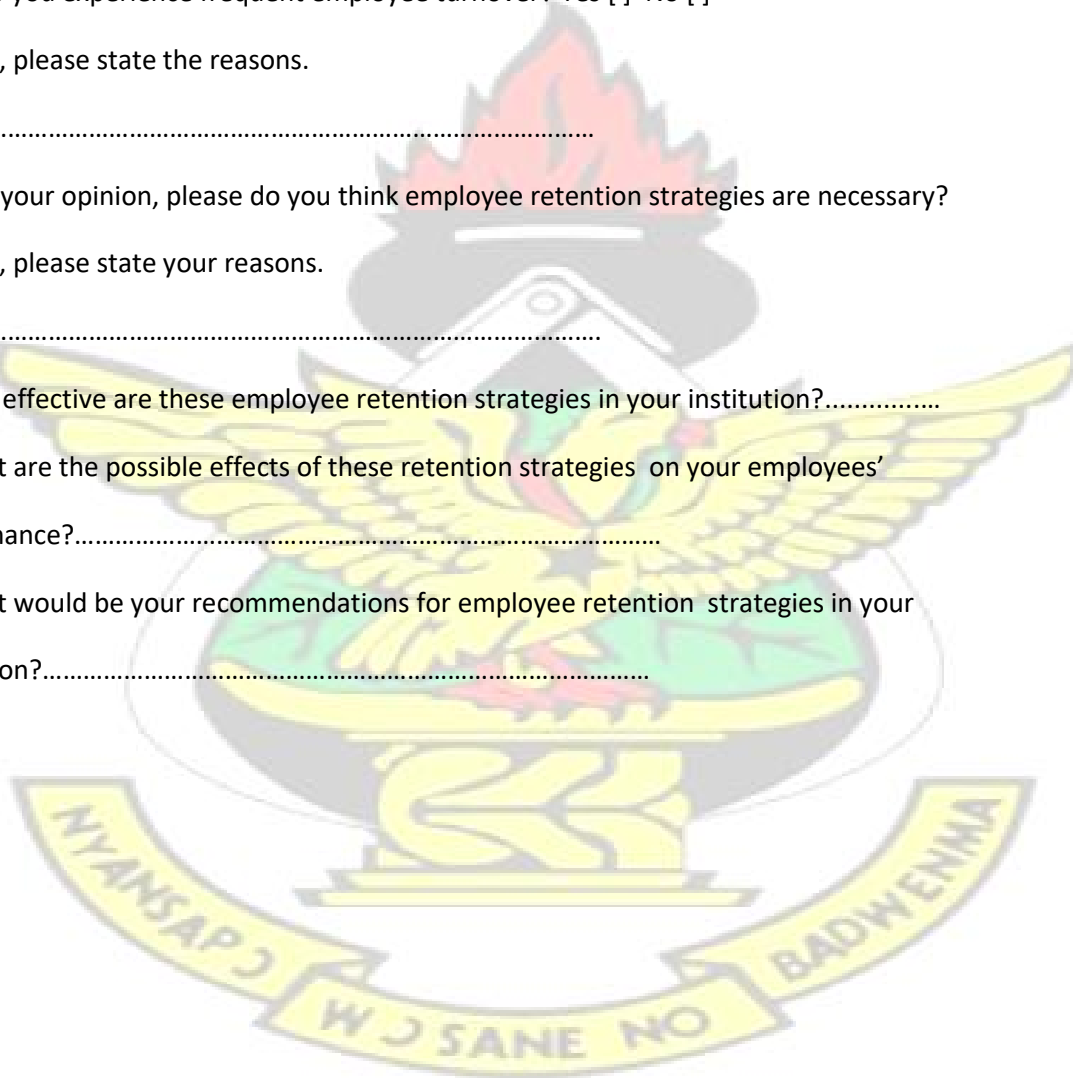 you experience frequent employee turnover? Yes [ ] No [ ]
, please state the reasons.
………………………………………………………………………………
your opinion, please do you think employee retention strategies are necessary?
, please state your reasons.
……………………………………………………………………………….
effective are these employee retention strategies in your institution?.................
t are the possible effects of these retention strategies on your employees’
nance?……………………………………………………………………………
t would be your recommendations for employee retention strategies in your
on?………………………………………………………………………………
NYANSAPƆ
WƆSANE NO
BADWENMA